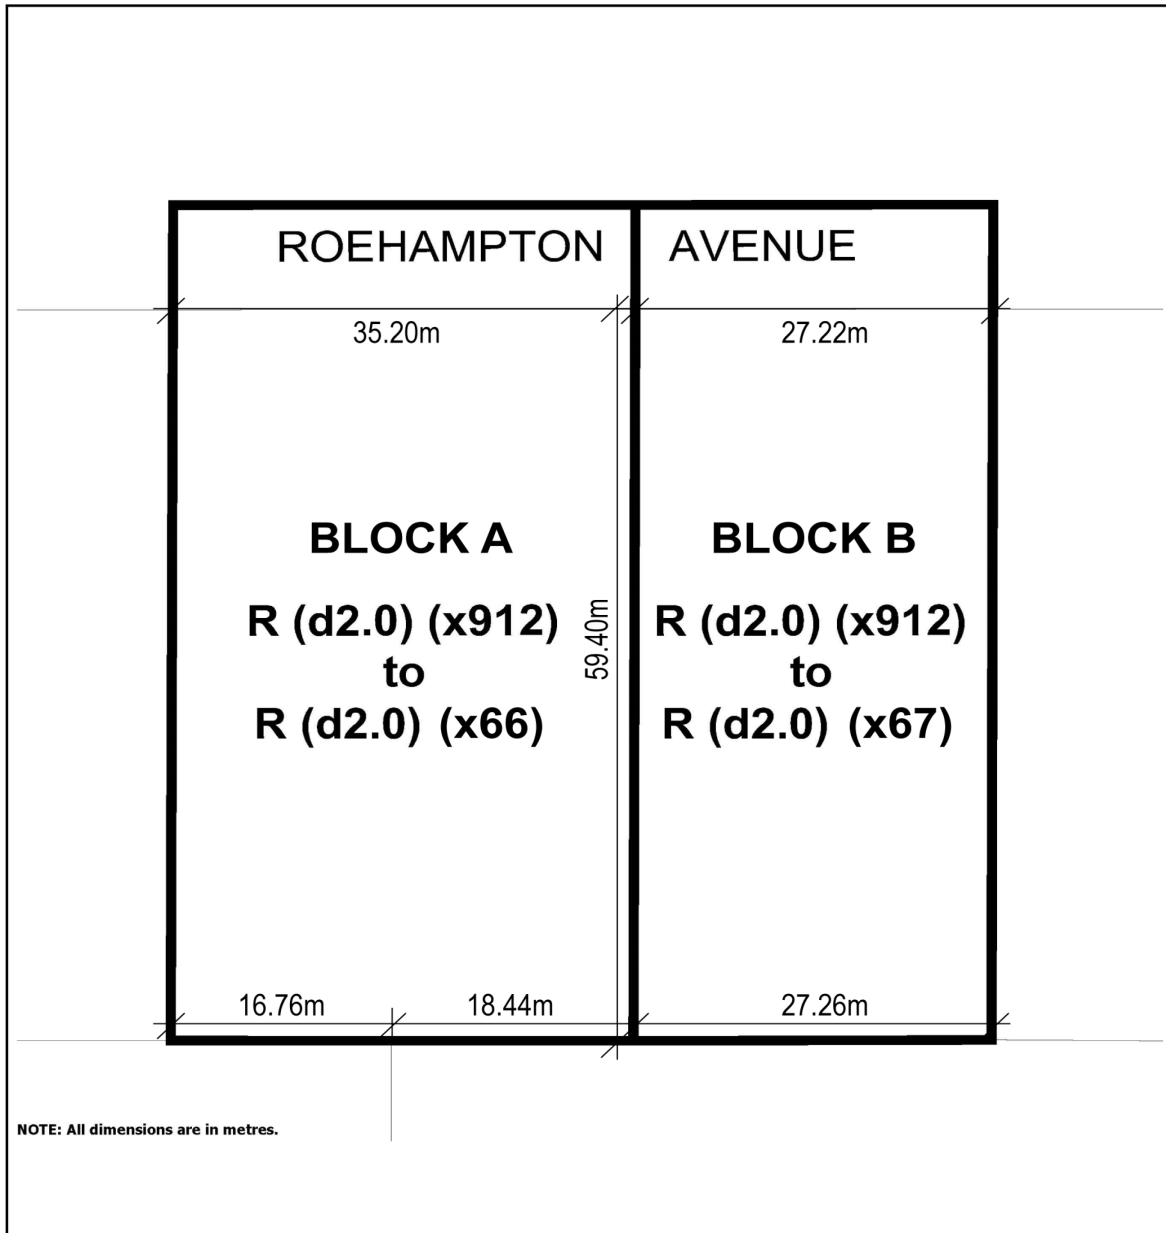 ROEHAMPTON AVENUE
35.20m
27.22m
BLOCK A
R (d2.0) (x912)
to
R (d2.0) (x66)
59.40m
BLOCK B
R (d2.0) (x912)
to
R (d2.0) (x67)
16.76m
18.44m
27.26m
NOTE: All dimensions are in metres.